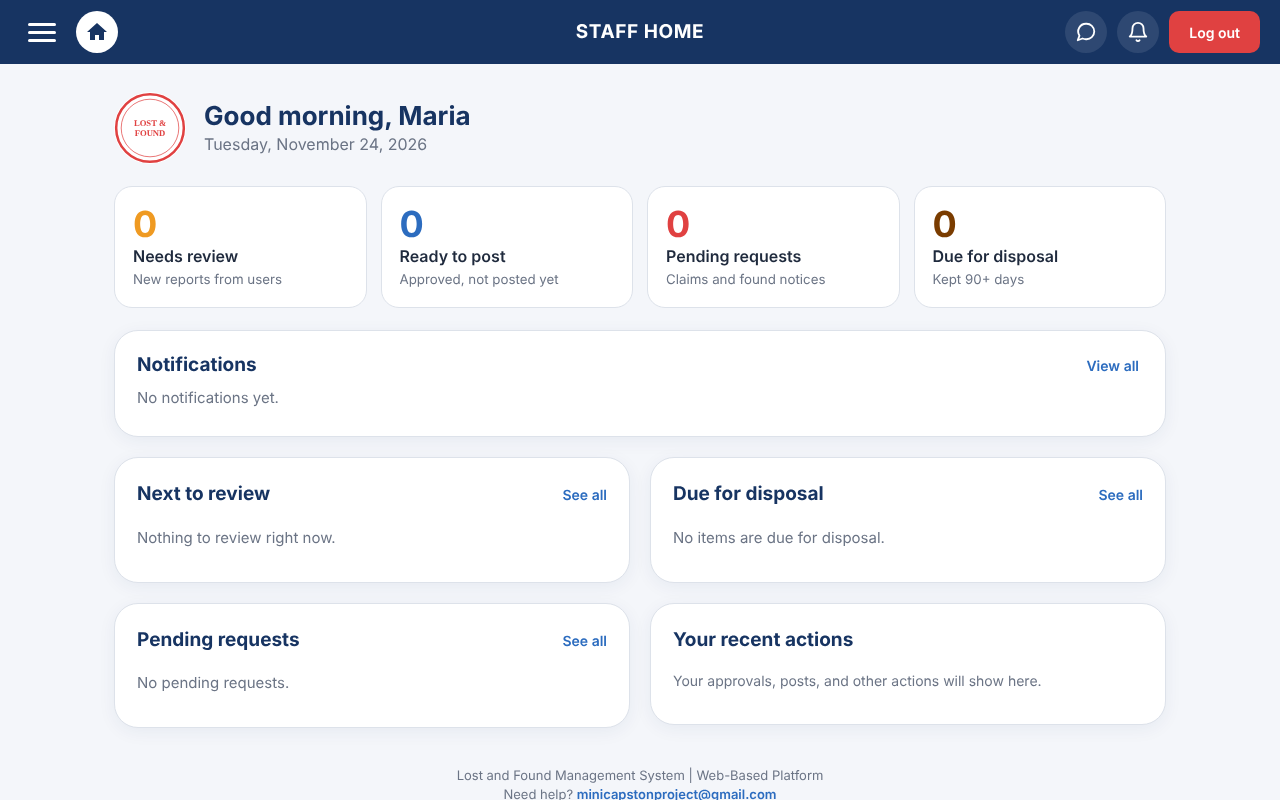 STAFF HOME
Log out
LOST &
FOUND
Good morning, Maria
Tuesday, November 24, 2026
0
Needs review
New reports from users
0
Ready to post
Approved, not posted yet
0
Pending requests
Claims and found notices
0
Due for disposal
Kept 90+ days
Notifications
View all
No notifications yet.
Next to review
See all
Nothing to review right now.
Due for disposal
See all
No items are due for disposal.
Pending requests
See all
No pending requests.
Your recent actions
Your approvals, posts, and other actions will show here.
Lost and Found Management System | Web-Based Platform
Need help? minicapstonproject@gmail.com